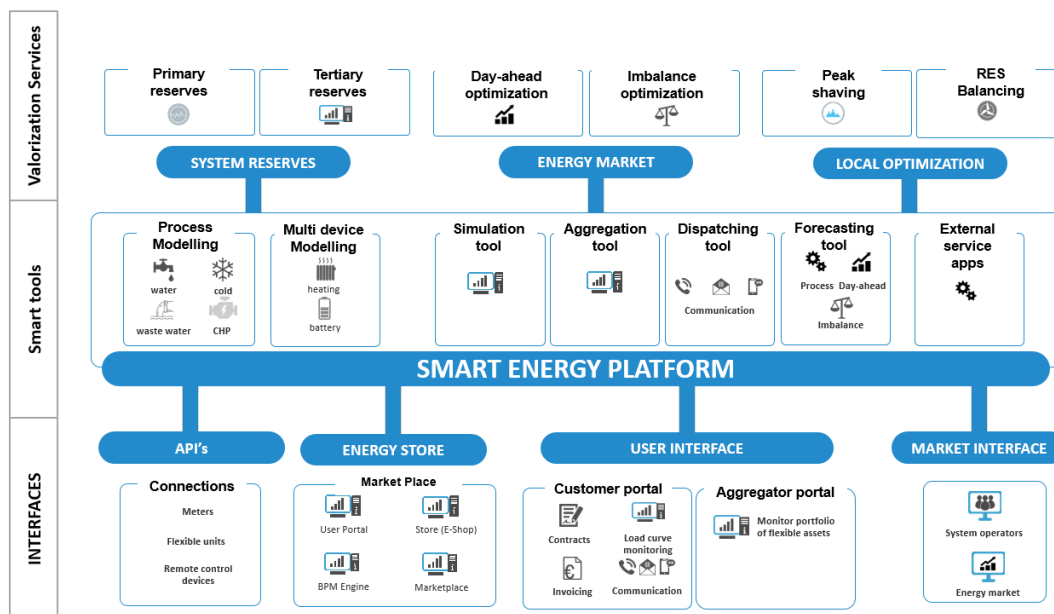 Valorization Services
Primary
reserves
Tertiary
reserves
Day-ahead
optimization
Imbalance
optimization
Peak
shaving
RES
Balancing
SYSTEM RESERVES
ENERGY MARKET
LOCAL OPTIMIZATION
Smart tools
Process
Modelling
water
cold
waste water
CHP
Multi device
Modelling
heating
battery
Simulation
tool
Aggregation
tool
Dispatching
tool
Communication
Forecasting
tool
Process
Day-ahead
Imbalance
External
service
apps
SMART ENERGY PLATFORM
INTERFACES
API's
ENERGY STORE
USER INTERFACE
MARKET INTERFACE
Connections
Meters
Flexible units
Remote control
devices
Market Place
User Portal
Store (E-Shop)
BPM Engine
Marketplace
Customer portal
Contracts
Load curve
monitoring
Invoicing
Communication
Aggregator portal
Monitor portfolio
of flexible assets
System operators
Energy market